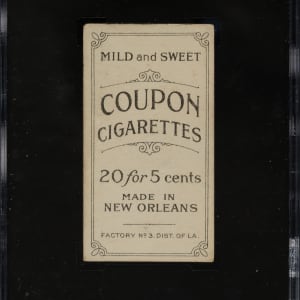 MILD and SWEET
COUPON
CIGARETTES
20 for 5 cents
MADE IN
NEW ORLEANS
FACTORY Nº 3. DIST. OF LA.